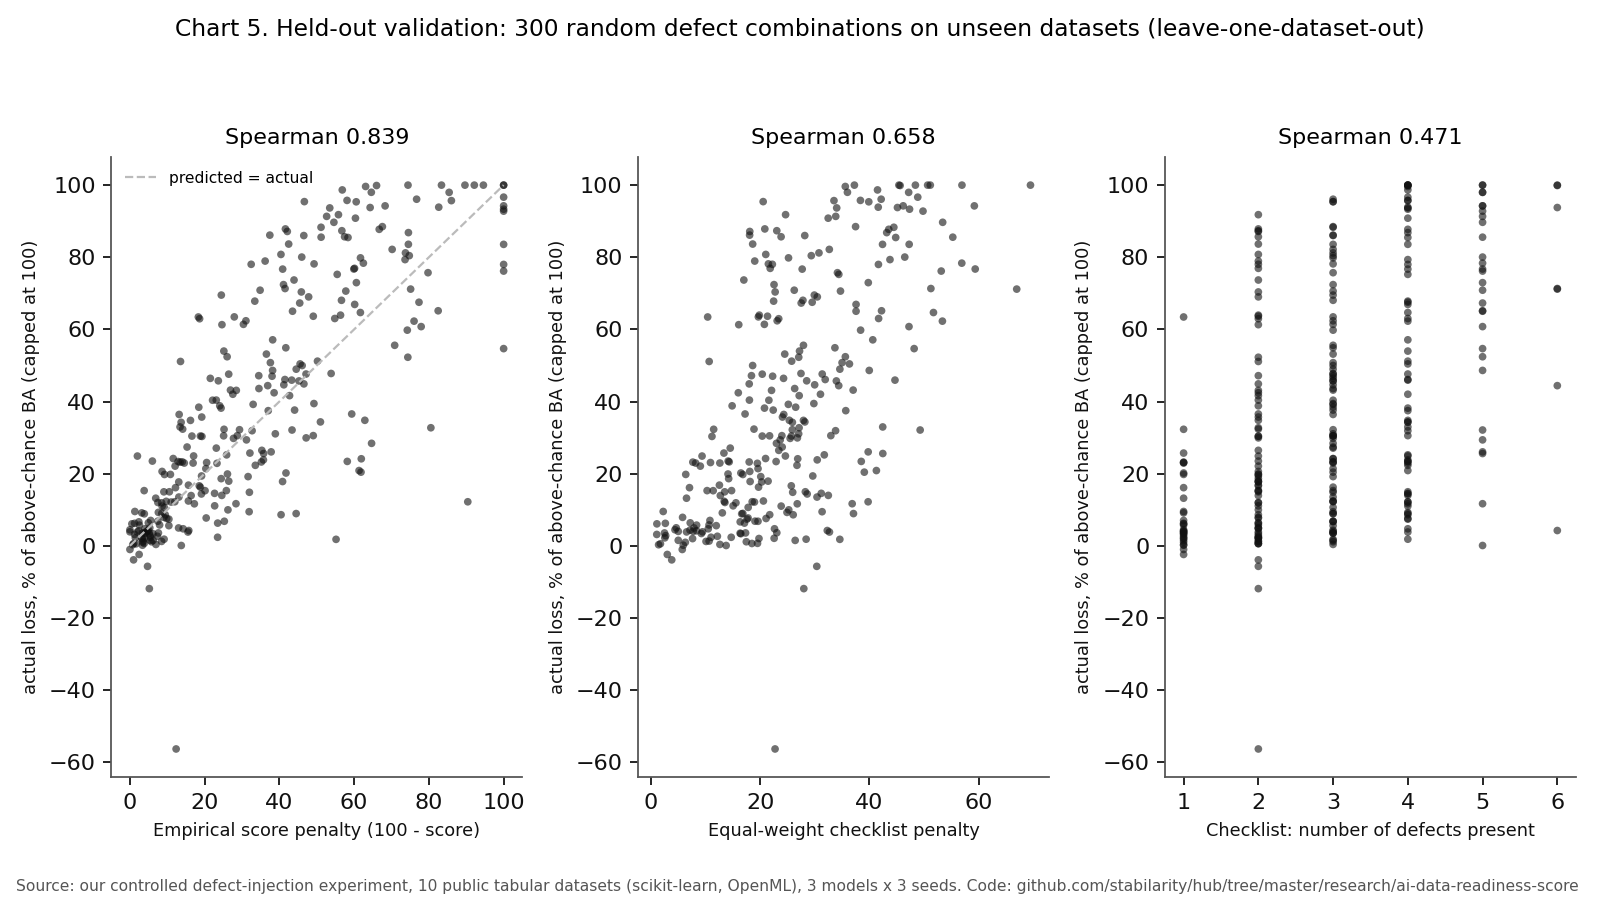 Chart 5. Held-out validation: 300 random defect combinations on unseen datasets (leave-one-dataset-out)
Spearman 0.839
predicted = actual
actual loss, % of above-chance BA (capped at 100)
100
80
60
40
20
0
−20
−40
−60
0 20 40 60 80 100
Empirical score penalty (100 - score)
Spearman 0.658
actual loss, % of above-chance BA (capped at 100)
100
80
60
40
20
0
−20
−40
−60
0 20 40 60
Equal-weight checklist penalty
Spearman 0.471
actual loss, % of above-chance BA (capped at 100)
100
80
60
40
20
0
−20
−40
−60
1 2 3 4 5 6
Checklist: number of defects present
Source: our controlled defect-injection experiment, 10 public tabular datasets (scikit-learn, OpenML), 3 models x 3 seeds. Code: github.com/stabilarity/hub/tree/master/research/ai-data-readiness-score